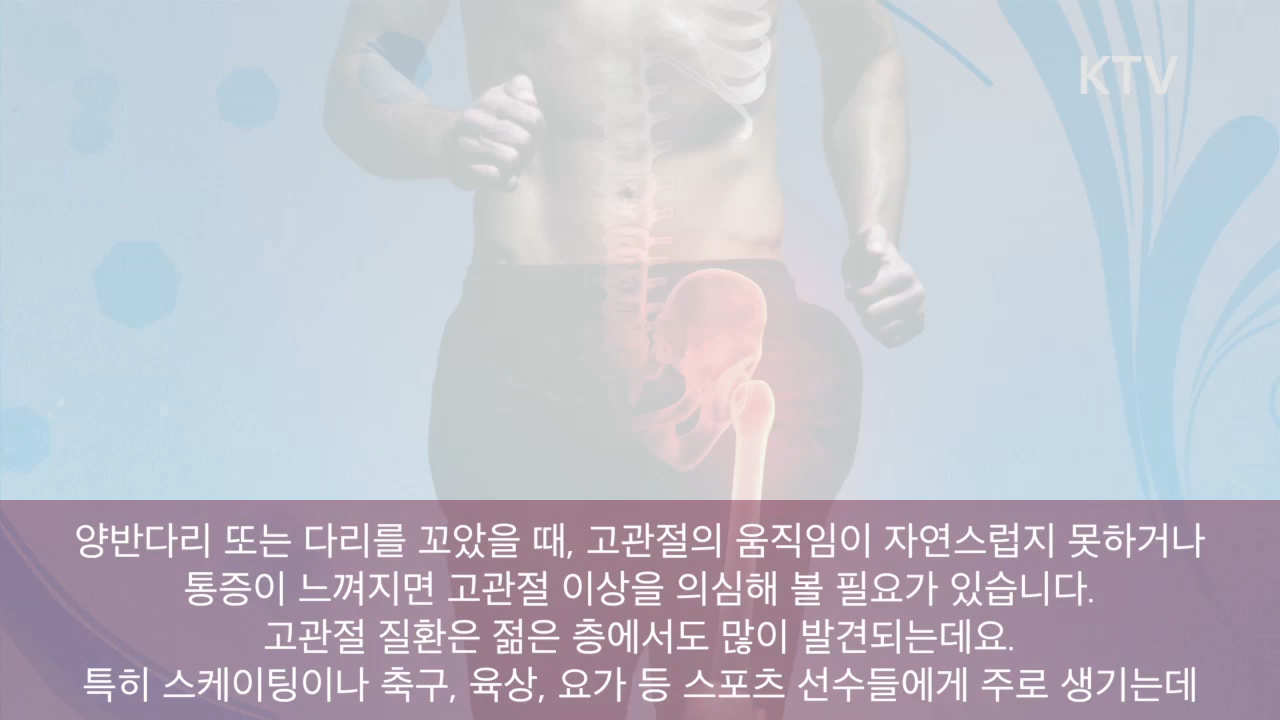 KTV
양반다리 또는 다리를 꼬았을 때, 고관절의 움직임이 자연스럽지 못하거나
통증이 느껴지면 고관절 이상을 의심해 볼 필요가 있습니다.
고관절 질환은 젊은 층에서도 많이 발견되는데요.
특히 스케이팅이나 축구, 육상, 요가 등 스포츠 선수들에게 주로 생기는데